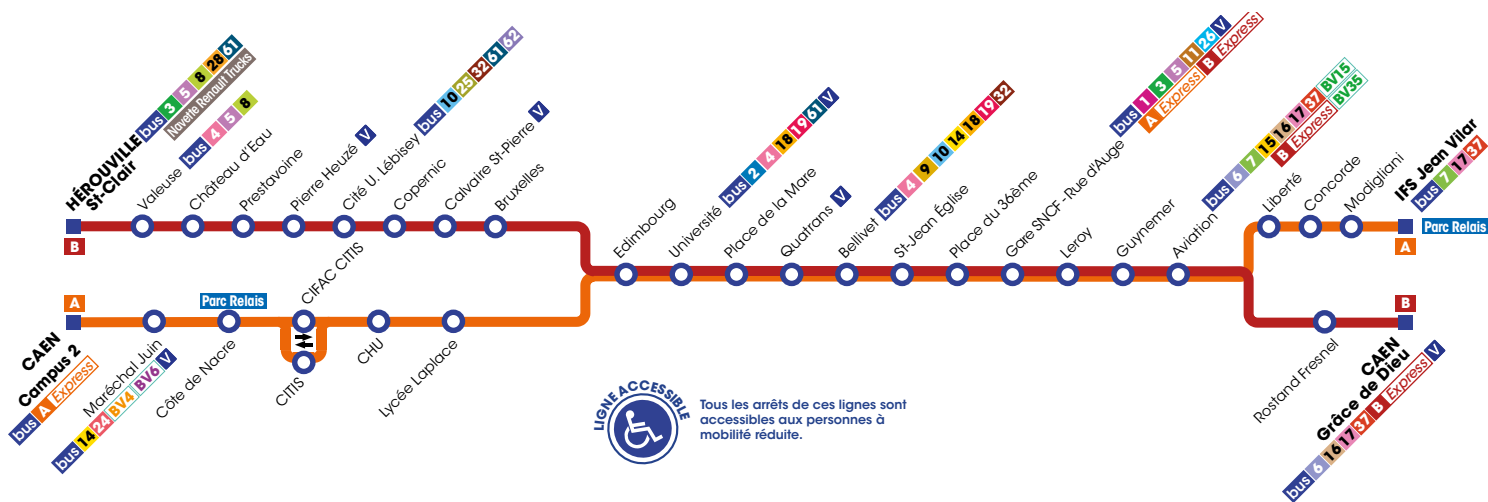 HÉROUVILLE
St-Clair
bus 3 5 8 28 61
Navette Renault Trucks
B
Valeuse
bus 4 5 8
Château d'Eau
Prestavoine
Pierre Heuzé V
Cité U. Lébisey bus 10 25 32 61 62
Copernic
Calvaire St-Pierre V
Bruxelles
Edimbourg
Université bus 2 4 18 19 61 V
Place de la Mare
Quatrans V
Bellivet bus 4 9 10 14 18 19 32
St-Jean Église
Place du 36ème
Gare SNCF - Rue d'Auge
bus 1 3 5 11 26 V
A Express B Express
Leroy
Guynemer
Aviation
bus 6 7 15 16 17 37 BV15
B Express BV35
Liberté
Concorde
Modigliani
IFS Jean Vilar
bus 7 17 37
Parc Relais
A
A
CAEN
Campus 2
bus A Express
Maréchal Juin
bus 14 24 BV4 BV6 V
Parc Relais
Côte de Nacre
CIFAC CITIS
CITIS
CHU
Lycée Laplace
B
Rostand Fresnel
CAEN
Grâce de Dieu
bus 6 16 17 37 B Express V
LIGNE ACCESSIBLE
Tous les arrêts de ces lignes sont
accessibles aux personnes à
mobilité réduite.